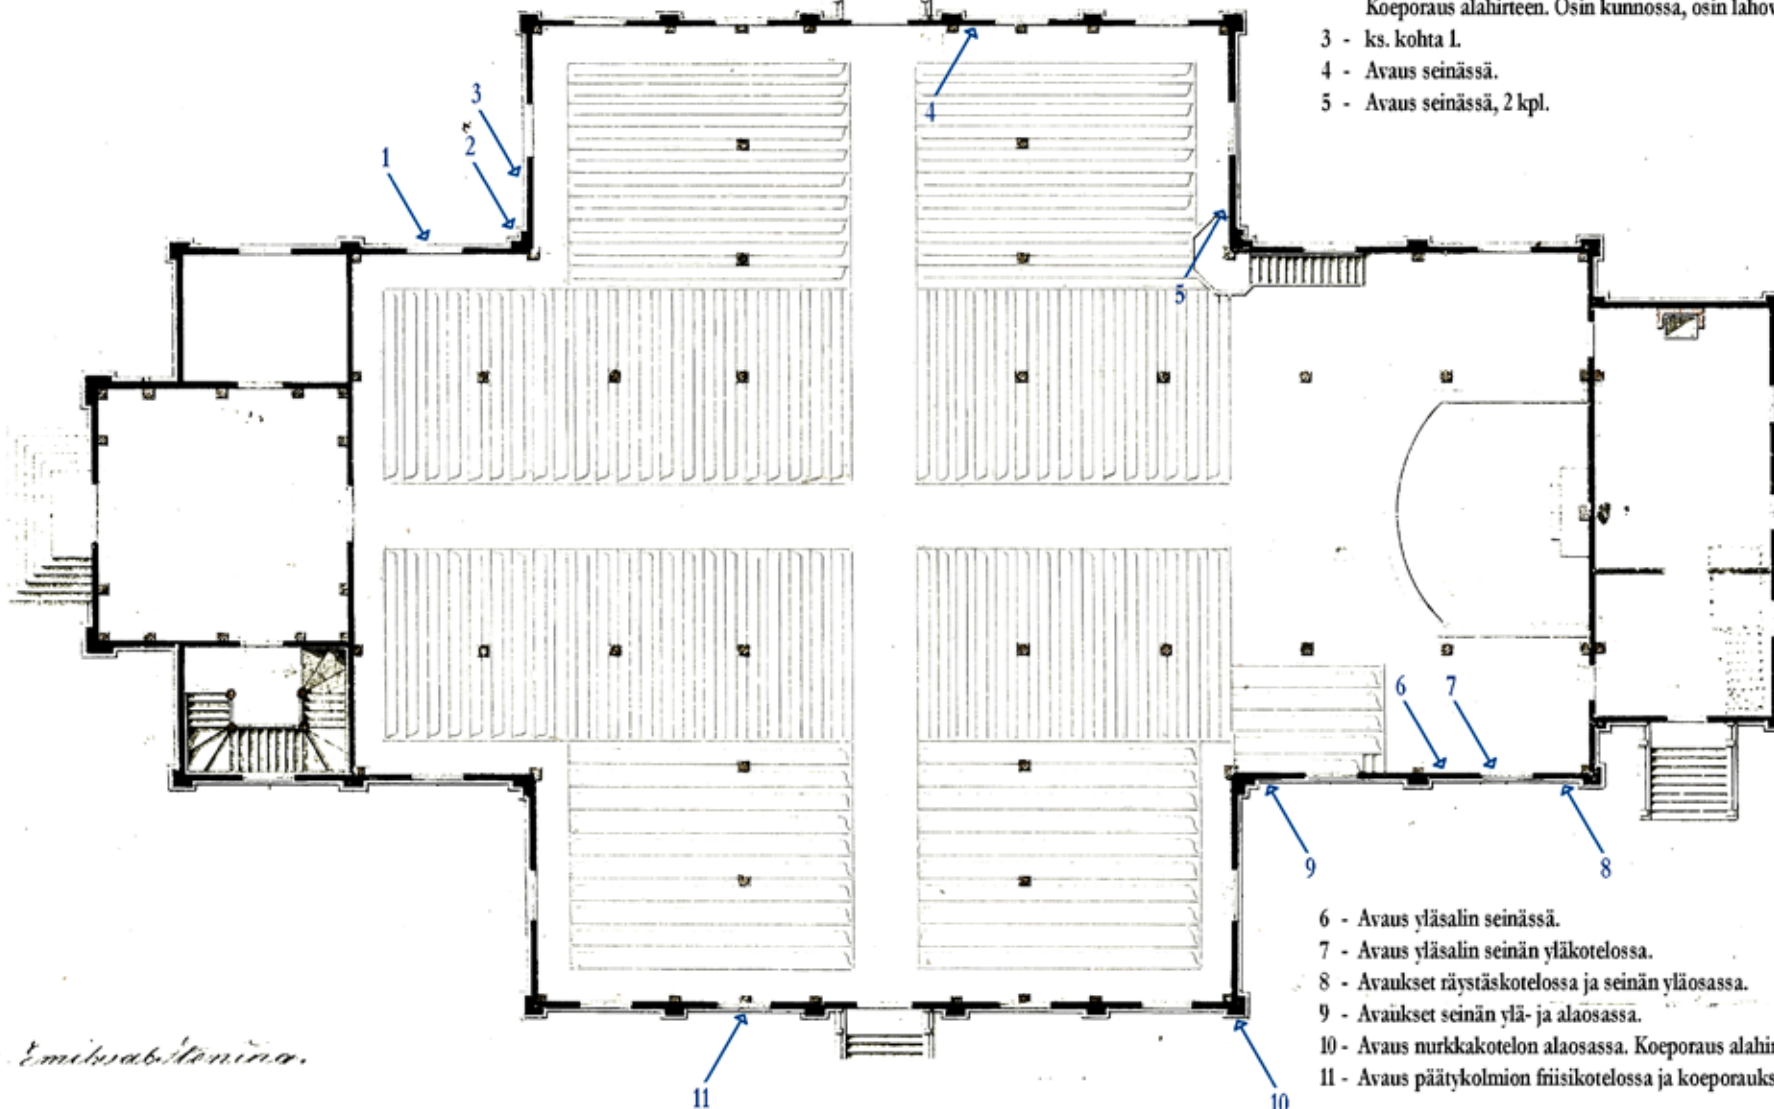 Koeporaus alahirteen. Osin kunnossa, osin lahov
3 - ks. kohta 1.
4 - Avaus seinässä.
5 - Avaus seinässä, 2 kpl.
3
2
1
4
5
6
7
9
8
6 - Avaus yläsalin seinässä.
7 - Avaus yläsalin seinän yläkotelossa.
8 - Avaukset räystäskotelossa ja seinän yläosassa.
9 - Avaukset seinän ylä- ja alaosassa.
10 - Avaus nurkkakotelon alaosassa. Koeporaus alahir
11 - Avaus päätykolmion friisikotelossa ja koeporauks
11
10